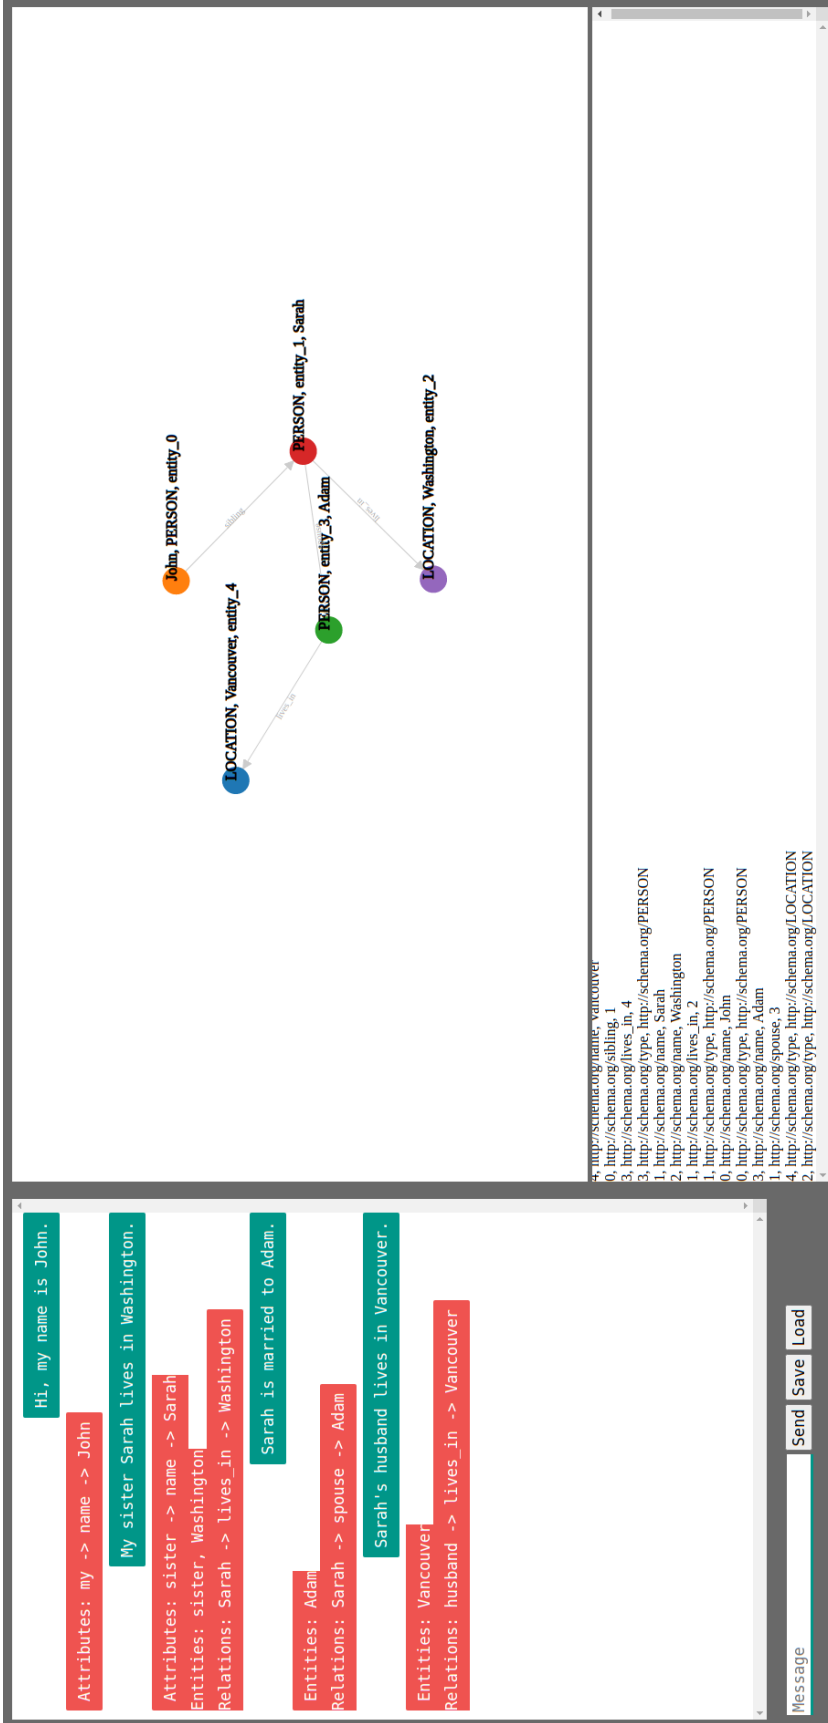 Hi, my name is John.
Attributes: my -> name -> John
My sister Sarah lives in Washington.
Attributes: sister -> name -> Sarah
Entities: sister, Washington
Relations: Sarah -> lives_in -> Washington
Sarah is married to Adam.
Entities: Adam
Relations: Sarah -> spouse -> Adam
Sarah's husband lives in Vancouver.
Entities: Vancouver
Relations: husband -> lives_in -> Vancouver
Message
Send
Save
Load
John, PERSON, entity_0
sibling
LOCATION, Vancouver, entity_4
lives_in
PERSON, entity_1, Sarah
PERSON, entity_3, Adam
lives_in
LOCATION, Washington, entity_2
4, http://schema.org/name, Vancouver
0, http://schema.org/sibling, 1
3, http://schema.org/lives_in, 4
3, http://schema.org/type, http://schema.org/PERSON
1, http://schema.org/name, Sarah
2, http://schema.org/name, Washington
1, http://schema.org/lives_in, 2
1, http://schema.org/type, http://schema.org/PERSON
0, http://schema.org/name, John
0, http://schema.org/type, http://schema.org/PERSON
3, http://schema.org/name, Adam
1, http://schema.org/spouse, 3
4, http://schema.org/type, http://schema.org/LOCATION
2, http://schema.org/type, http://schema.org/LOCATION